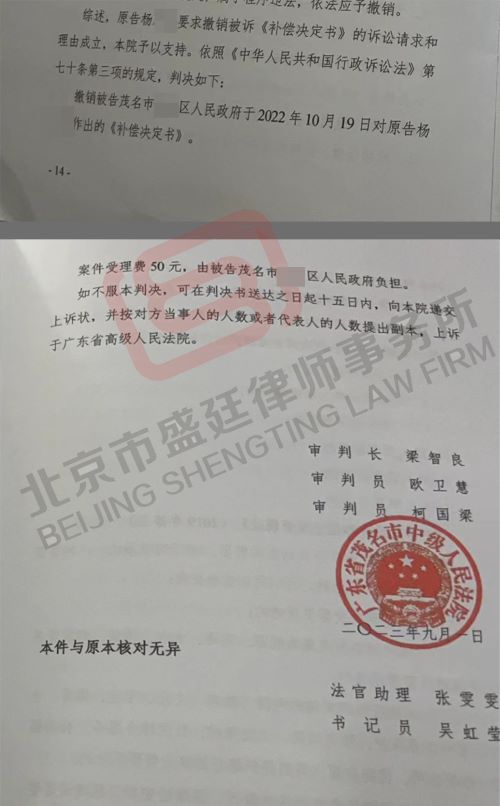 综述，原告杨 要求撤销被诉《补偿决定书》的诉讼请求和
理由成立，本院予以支持。依照《中华人民共和国行政诉讼法》第
七十条第三项的规定，判决如下：
撤销被告茂名市 区人民政府于2022年10月19日对原告杨
作出的《补偿决定书》。
- 14 -
案件受理费50元，由被告茂名市 区人民政府负担。
如不服本判决，可在判决书送达之日起十五日内，向本院递交
上诉状，并按对方当事人的人数或者代表人的人数提出副本，上诉
于广东省高级人民法院。
北京市盛廷律师事务所
BEIJING SHENGTING LAW FIRM
审判长 梁智良
审判员 欧卫慧
审判员 柯国梁
广东省茂名市中级人民法院
二〇二三年九月一日
本件与原本核对无异
法官助理 张雯雯
书记员 吴虹莹